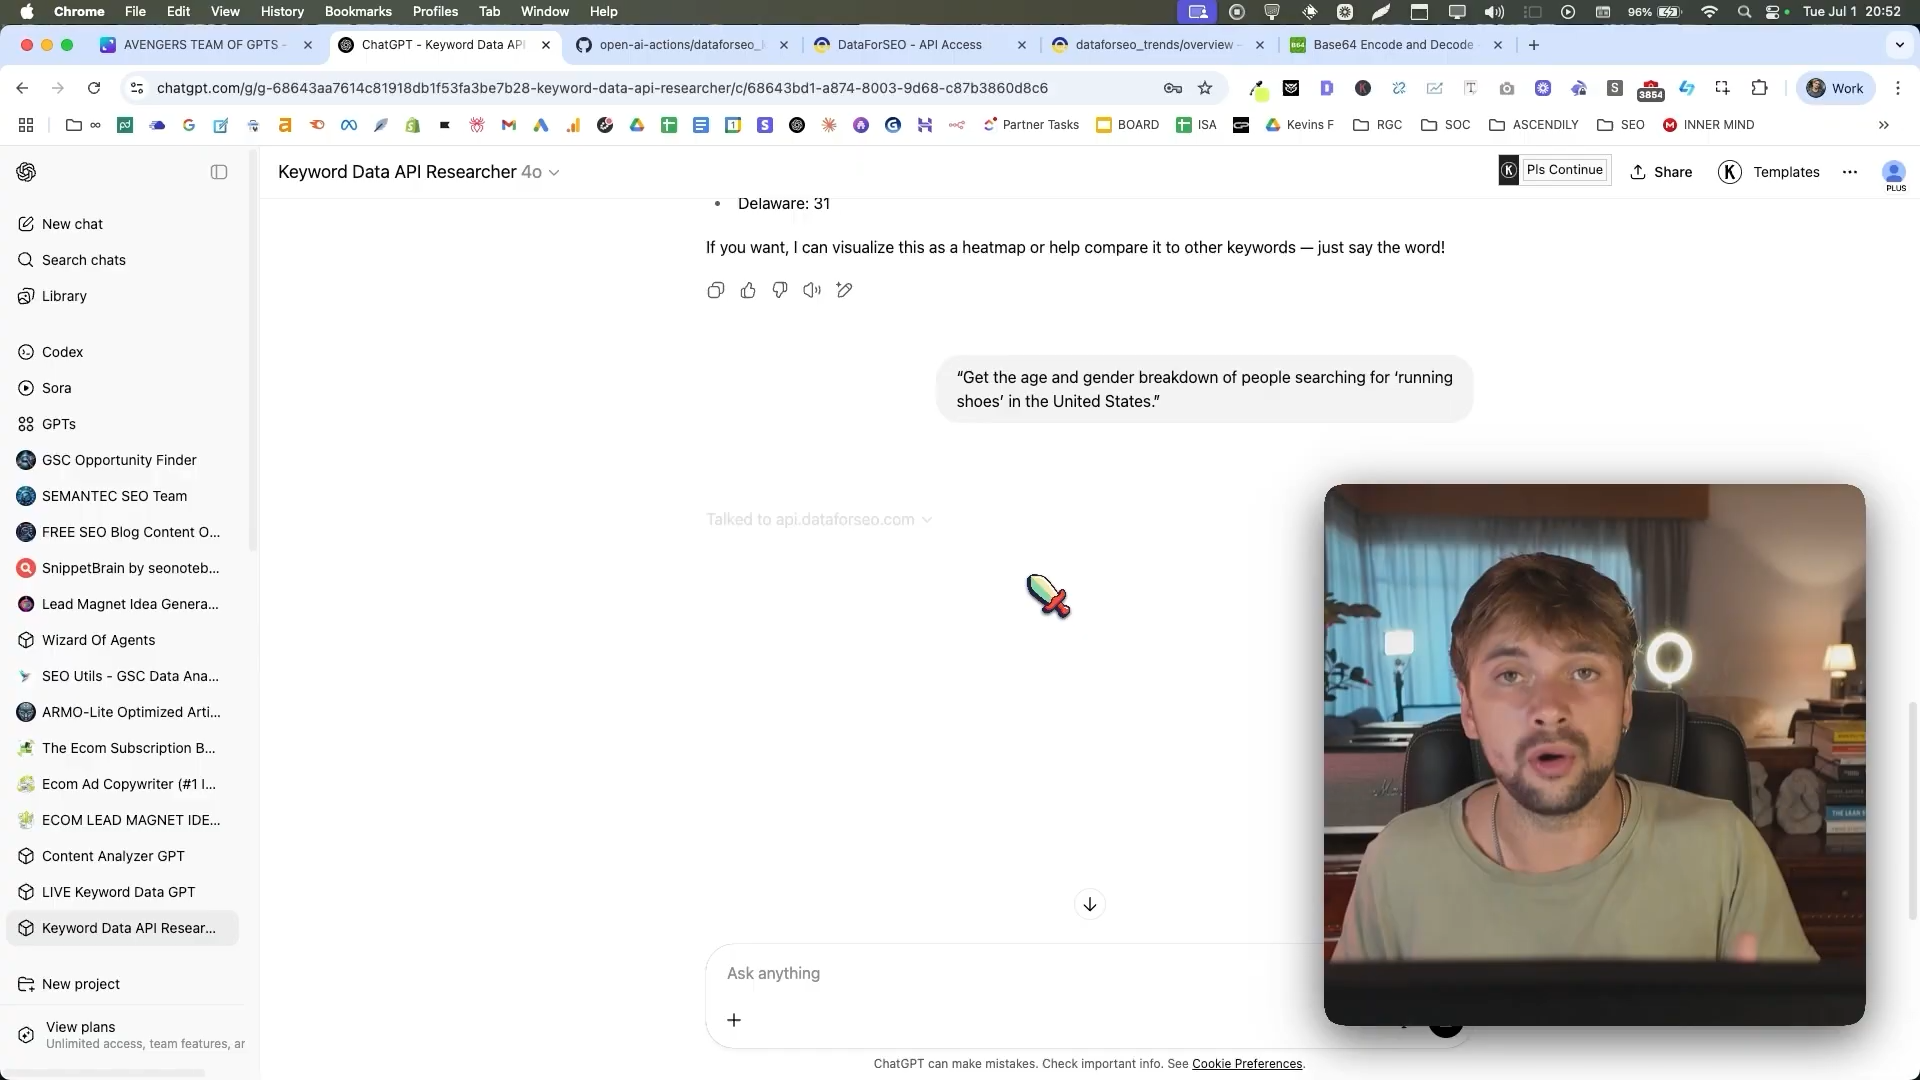 Chrome File Edit View History Bookmarks Profiles Tab Window Help 96% Tue Jul 1 20:52
AVENGERS TEAM OF GPTS - ChatGPT - Keyword Data API open-ai-actions/dataforseo_ DataForSEO - API Access dataforseo_trends/overview - Base64 Encode and Decode
chatgpt.com/g/g-68643aa7614c81918db1f53fa3be7b28-keyword-data-api-researcher/c/68643bd1-a874-8003-9d68-c87b3860d8c6 3854 Work
Partner Tasks BOARD ISA Kevins F RGC SOC ASCENDILY SEO INNER MIND
Keyword Data API Researcher 4o Pls Continue Share Templates PLUS
New chat
Search chats
Library
Codex
Sora
GPTs
GSC Opportunity Finder
SEMANTEC SEO Team
FREE SEO Blog Content O...
SnippetBrain by seonoteb...
Lead Magnet Idea Genera...
Wizard Of Agents
SEO Utils - GSC Data Ana...
ARMO-Lite Optimized Arti...
The Ecom Subscription B...
Ecom Ad Copywriter (#1 I...
ECOM LEAD MAGNET IDE...
Content Analyzer GPT
LIVE Keyword Data GPT
Keyword Data API Resear...
New project
View plans
Unlimited access, team features, ar
• Delaware: 31
If you want, I can visualize this as a heatmap or help compare it to other keywords — just say the word!
“Get the age and gender breakdown of people searching for ‘running
shoes’ in the United States.”
Talked to api.dataforseo.com
Ask anything
ChatGPT can make mistakes. Check important info. See Cookie Preferences.